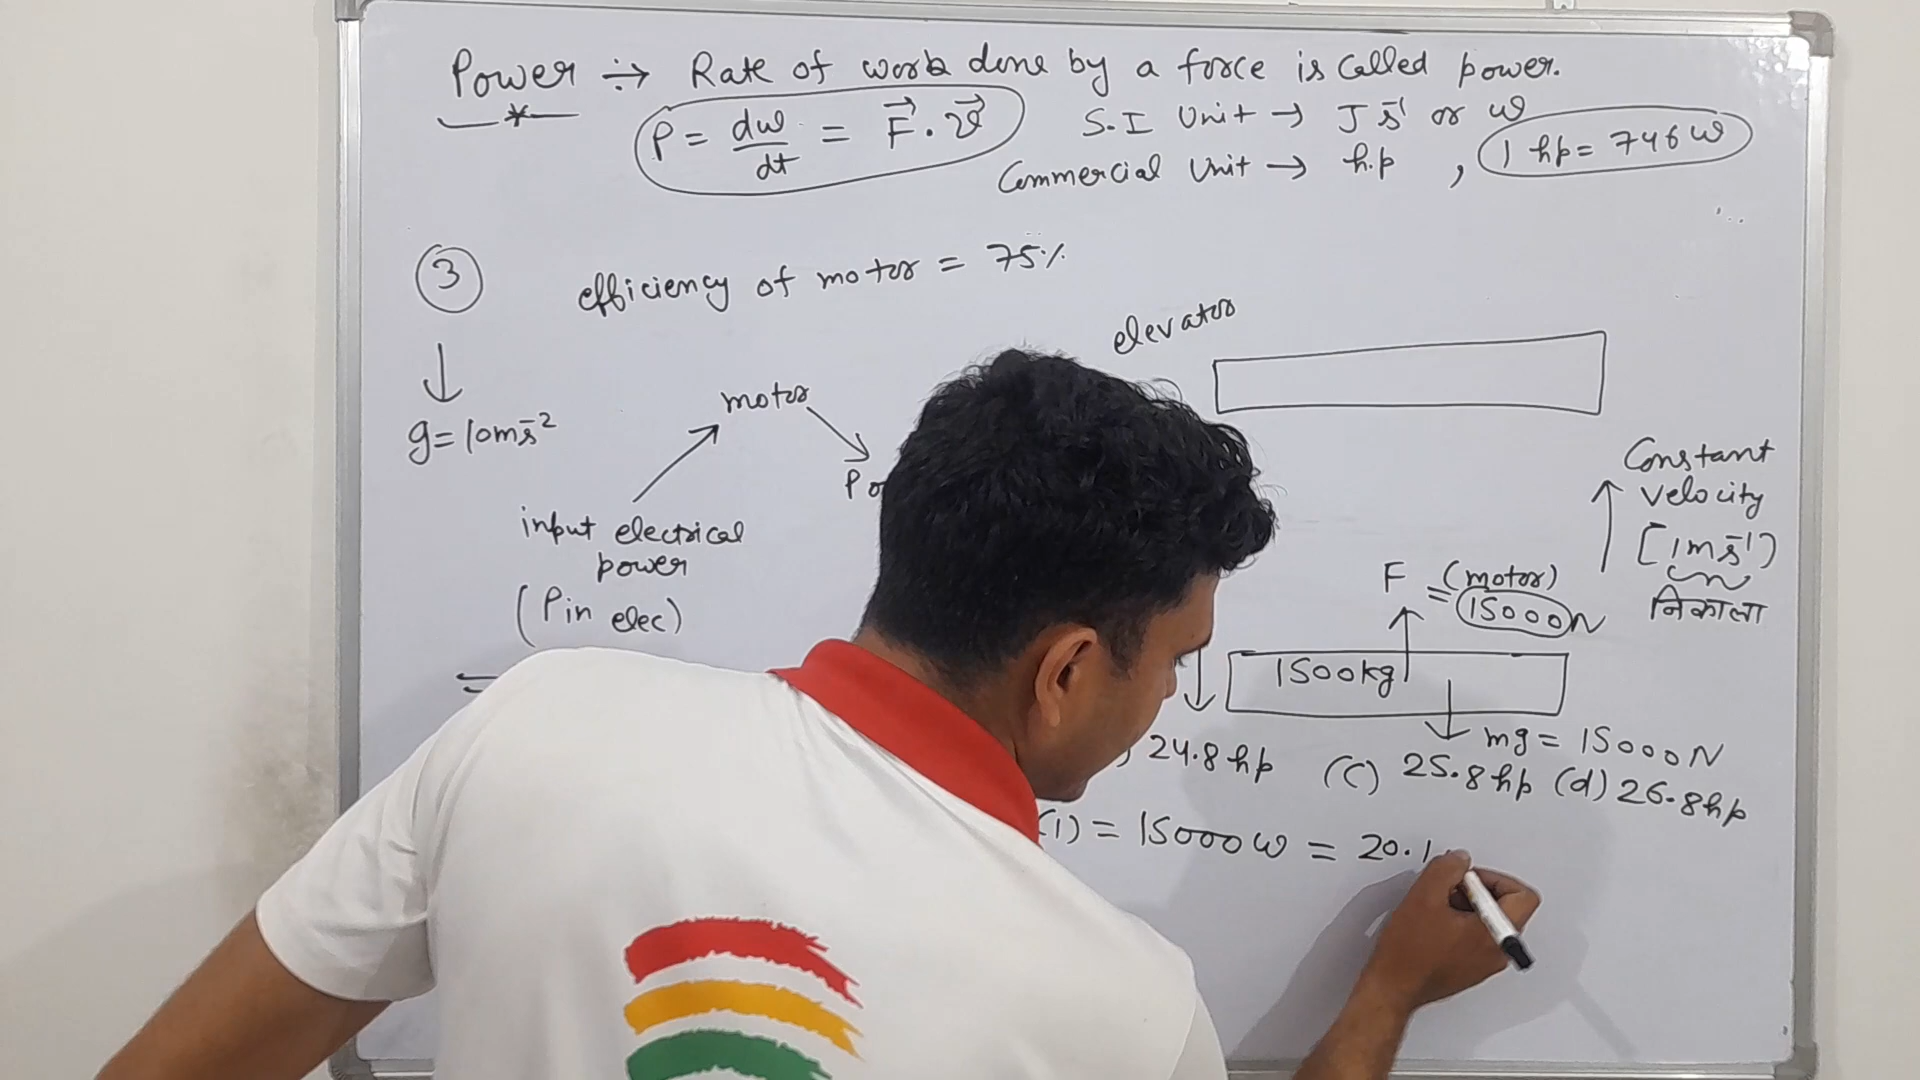 Power ÷→ Rate of work done by a force is called power.
P = dw/dt = F⃗ . v⃗
S.I Unit → J s⁻¹ or w
Commercial Unit → h.p , 1 hp = 746 w
3
efficiency of motor = 75%
g = 10ms⁻²
elevator
motor
input electrical
power
(Pin elec)
Constant
velocity
[1ms⁻¹)
निकाला
F = (motor)
15000N
1500kg
mg = 15000N
24.8 hp (C) 25.8 hp (d) 26.8 hp
(1) = 15000 w = 20.1